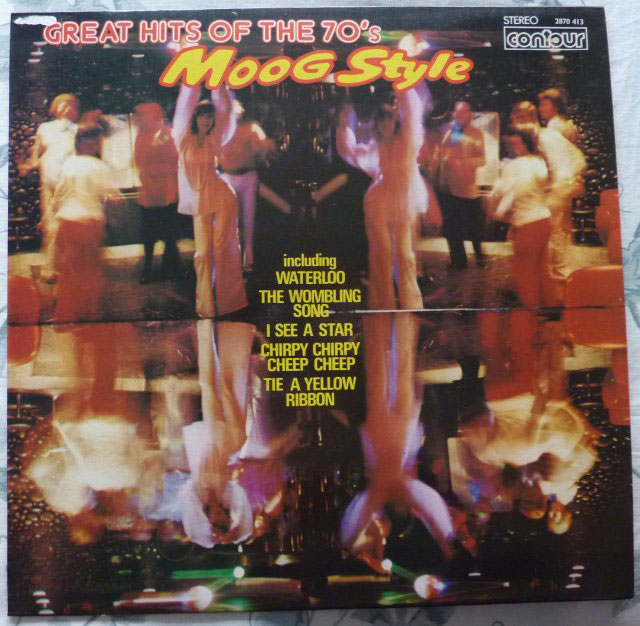 GREAT HITS OF THE 70's
MOOG Style
STEREO 2870 413
contour
including
WATERLOO
THE WOMBLING
SONG
I SEE A STAR
CHIRPY CHIRPY
CHEEP CHEEP
TIE A YELLOW
RIBBON